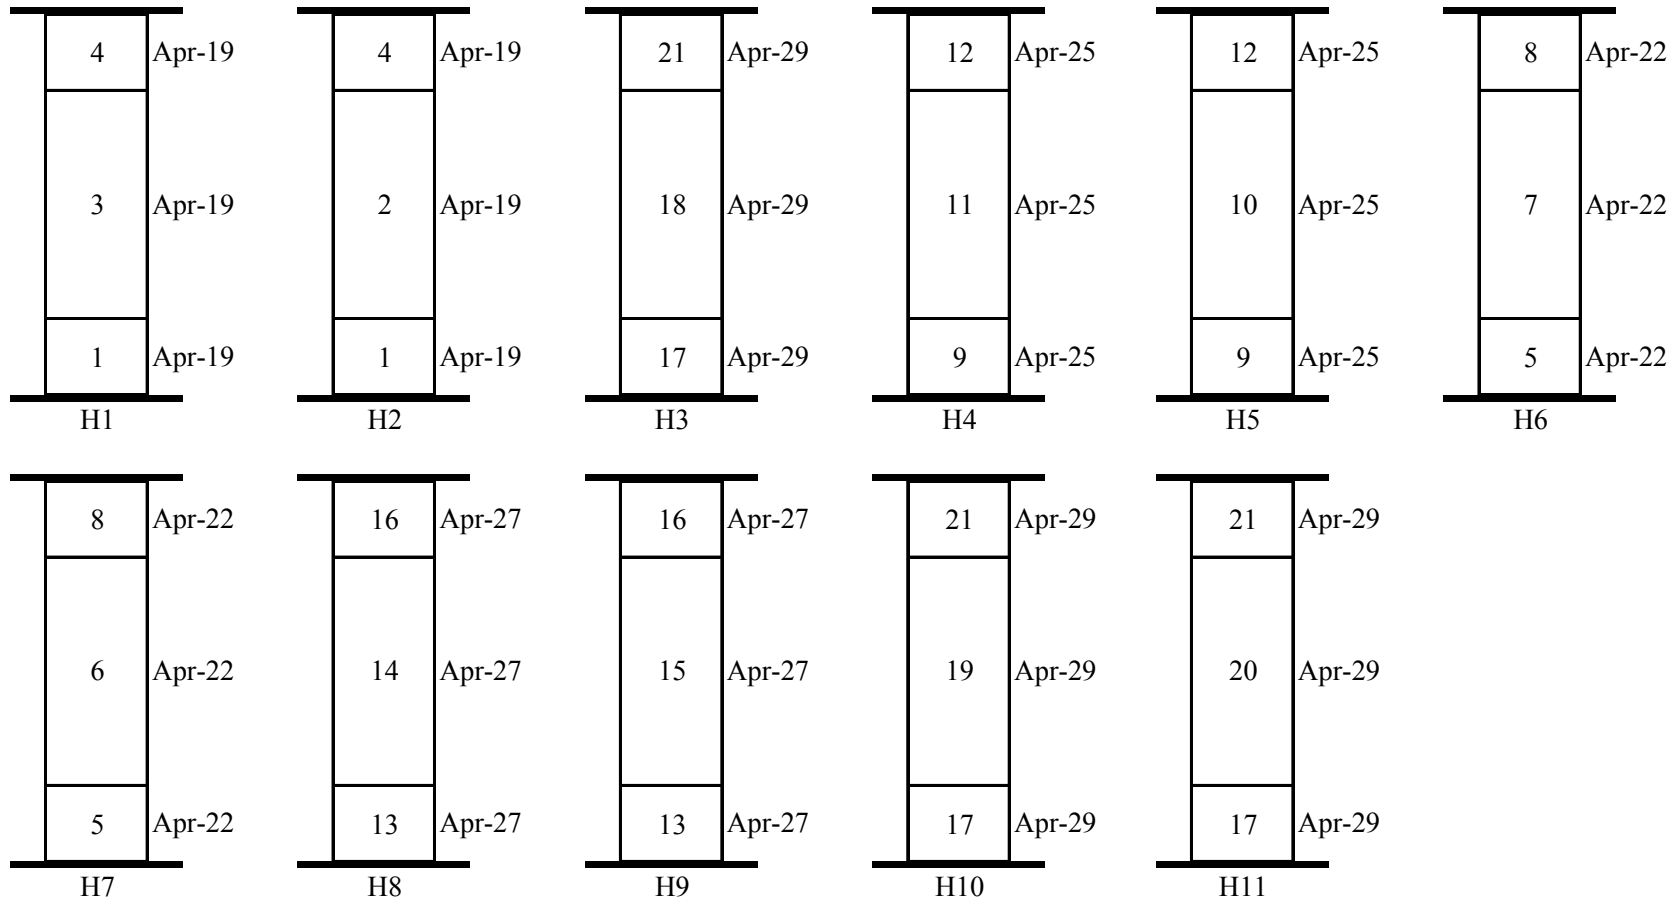 4 Apr-19 4 Apr-19 21 Apr-29 12 Apr-25 12 Apr-25 8 Apr-22
3 Apr-19 2 Apr-19 18 Apr-29 11 Apr-25 10 Apr-25 7 Apr-22
1 Apr-19 1 Apr-19 17 Apr-29 9 Apr-25 9 Apr-25 5 Apr-22
H1 H2 H3 H4 H5 H6
8 Apr-22 16 Apr-27 16 Apr-27 21 Apr-29 21 Apr-29
6 Apr-22 14 Apr-27 15 Apr-27 19 Apr-29 20 Apr-29
5 Apr-22 13 Apr-27 13 Apr-27 17 Apr-29 17 Apr-29
H7 H8 H9 H10 H11